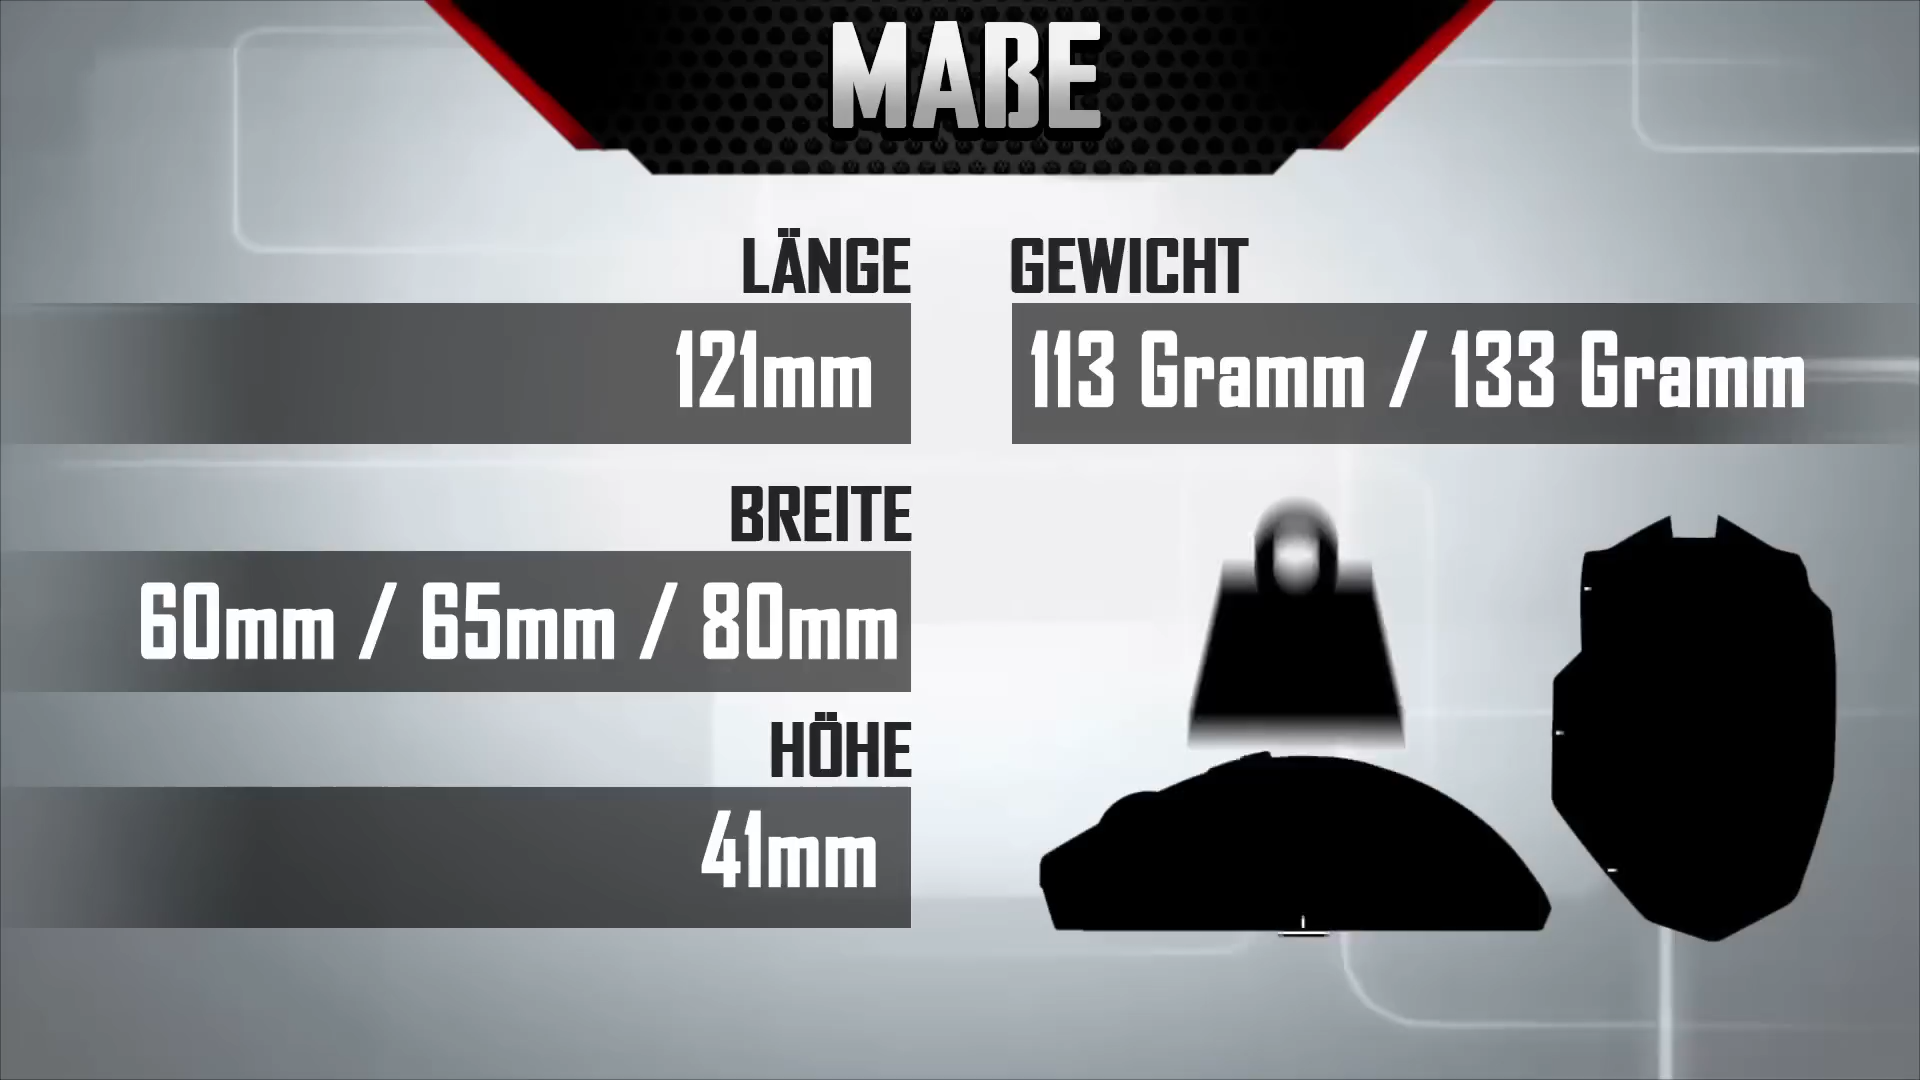 MAßE
LÄNGE
121mm
BREITE
60mm / 65mm / 80mm
HÖHE
41mm
GEWICHT
113 Gramm / 133 Gramm